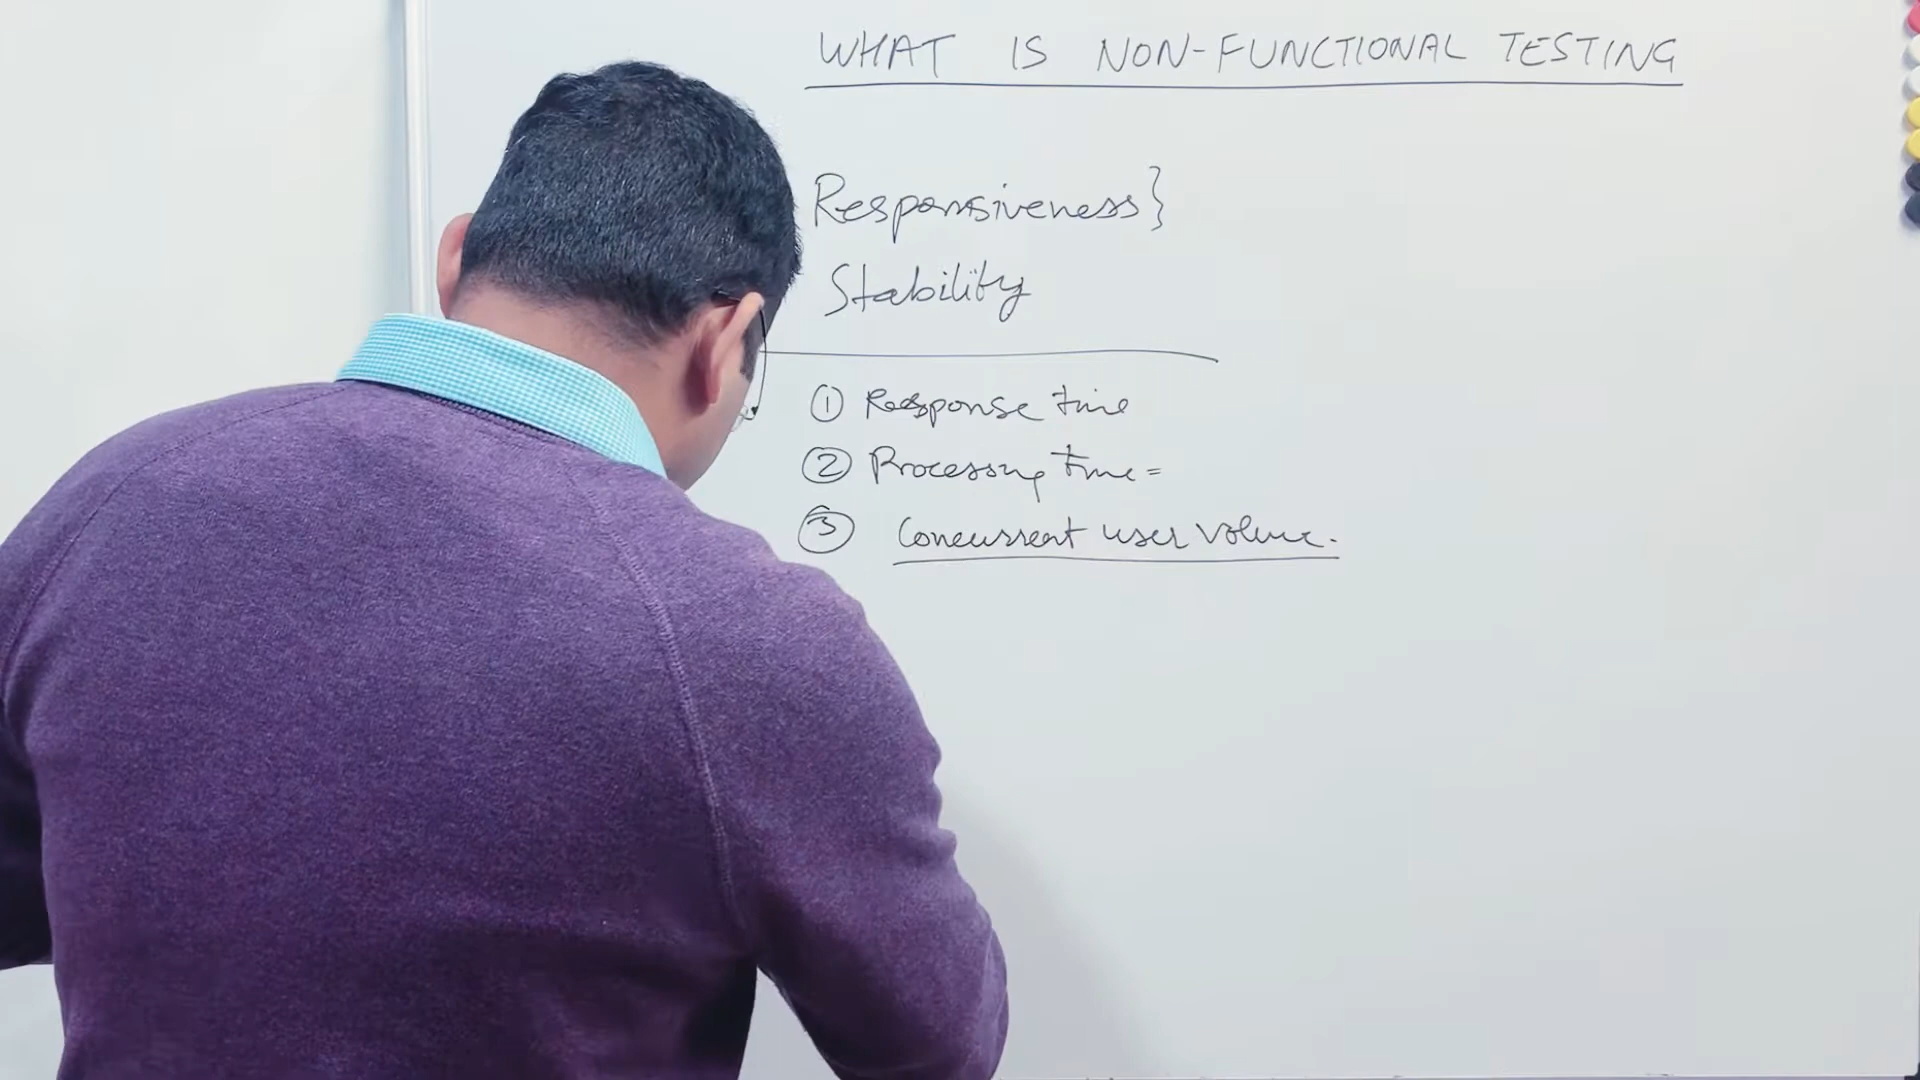 WHAT IS NON-FUNCTIONAL TESTING
Responsiveness}
Stability
① Response time
② Processing time =
③ Concurrent user volume.